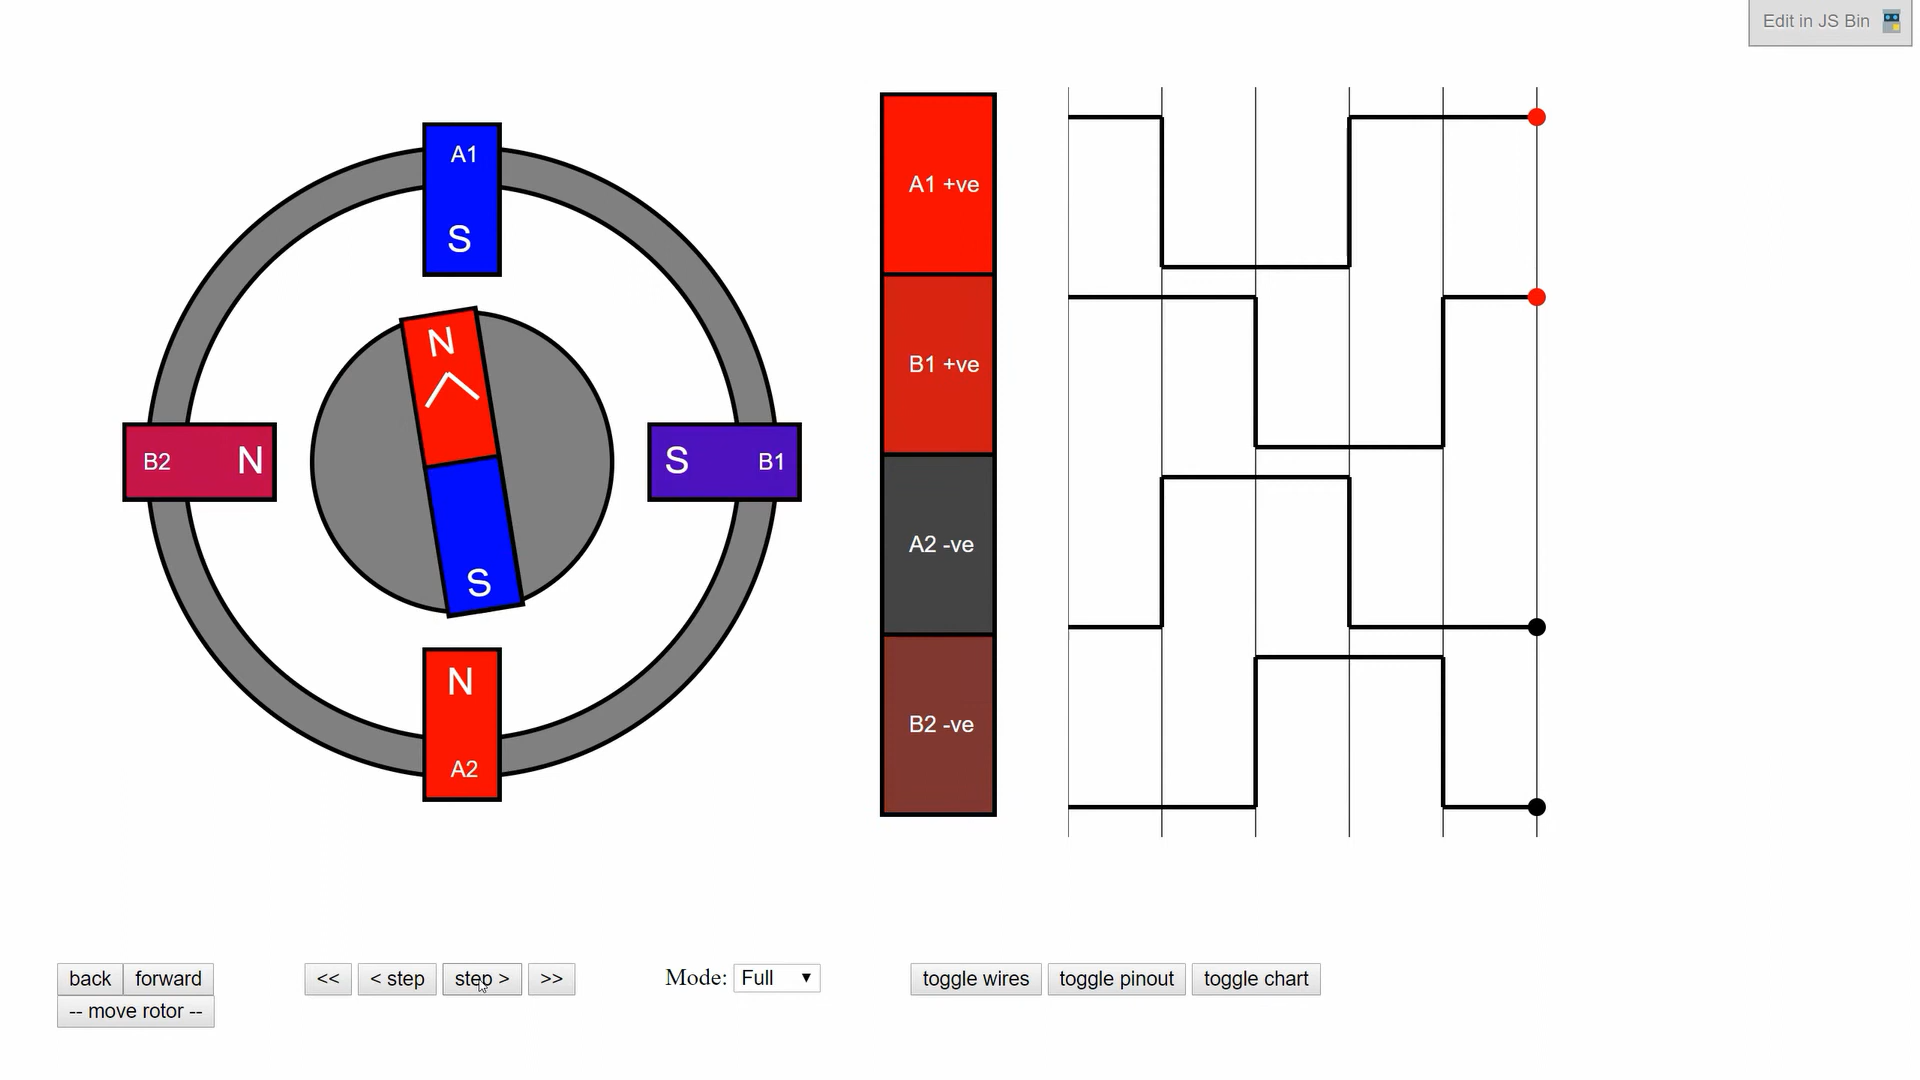 Edit in JS Bin
A1
S
N
S
B2 N
S B1
N
A2
A1 +ve
B1 +ve
A2 -ve
B2 -ve
back forward
-- move rotor --
<< < step step > >>
Mode: Full
toggle wires toggle pinout toggle chart